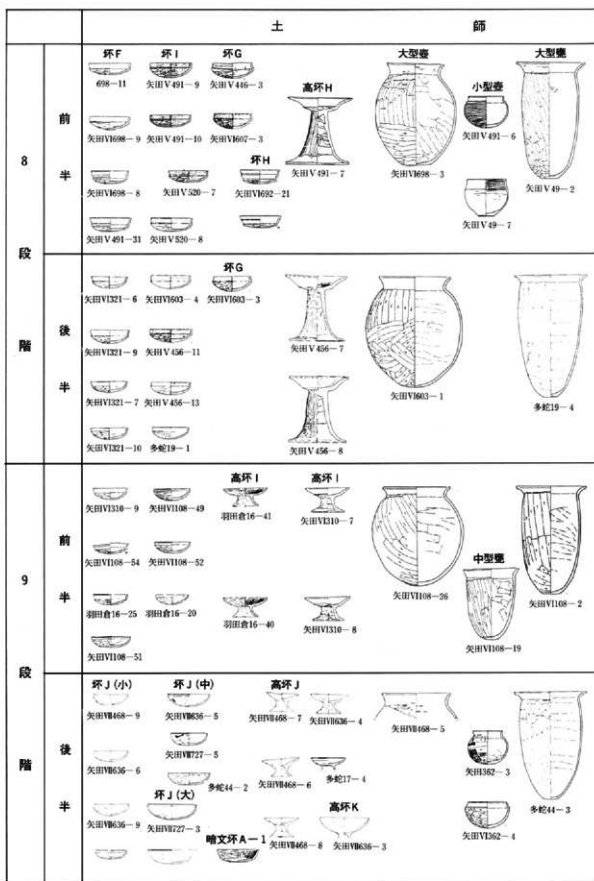 土 師
8 段階
前半
坏F 坏I 坏G 大型壺 大型甕
698-11 矢田V491-9 矢田V446-3 高坏H 小型壺
矢田V491-6
矢田VI698-9 矢田V491-10 矢田VI607-3
坏H
矢田VI698-8 矢田V520-7 矢田VI692-21 矢田V491-7 矢田VI698-3 矢田V49-2
矢田V49-7
矢田V491-31 矢田V520-8
後半
坏G
矢田VI321-6 矢田VI603-4 矢田VI603-3
矢田VI321-9 矢田V456-11 矢田V456-7
矢田VI603-1
矢田VI321-7 矢田V456-13 多蛇19-4
矢田VI321-10 多蛇19-1 矢田V456-8
9 段階
前半
高坏I 高坏I
矢田VI310-9 矢田VI108-49 羽田倉16-41 矢田VI310-7
中型甕
矢田VI108-54 矢田VI108-52
矢田VI108-26 矢田VI108-2
羽田倉16-25 羽田倉16-20 羽田倉16-40 矢田VI310-8
矢田VI108-51 矢田VI108-19
後半
坏J(小) 坏J(中) 高坏J
矢田VII468-9 矢田VII636-5 矢田VII468-7 矢田VII636-4 矢田VII468-5
矢田VII727-5
矢田VII636-6 多蛇44-2 矢田VII468-6 多蛇17-4 矢田362-3
坏J(大) 高坏K 多蛇44-3
矢田VII636-9 矢田VII727-3 矢田VI362-4
暗文坏A-1 矢田VII468-8 矢田VII636-3